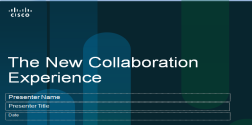 CISCO
The New Collaboration
Experience
Presenter Name
Presenter Title
Date